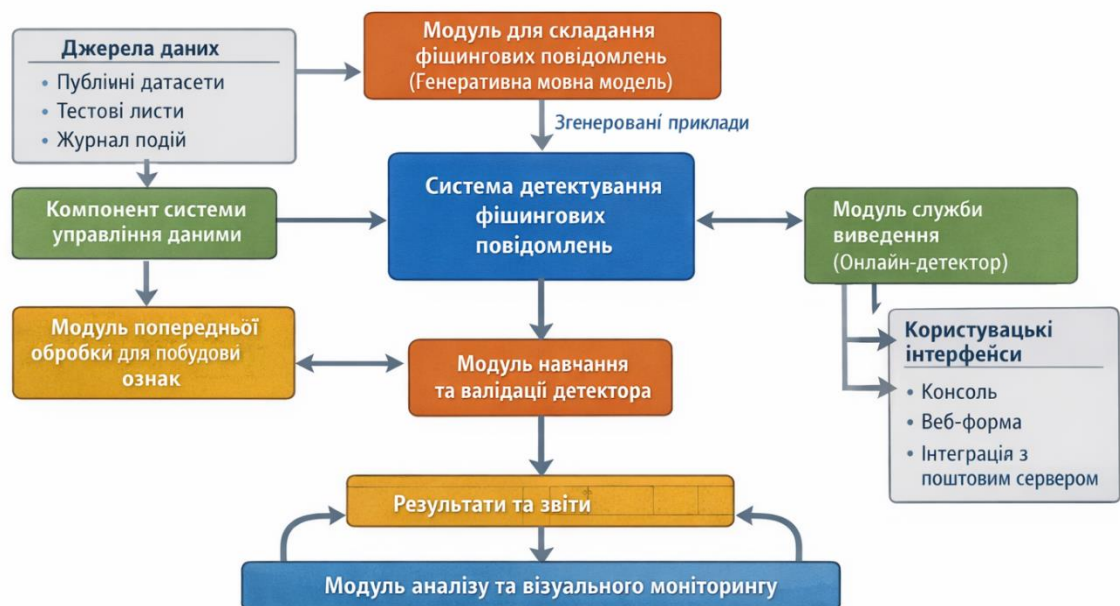 Джерела даних
• Публічні датасети
• Тестові листи
• Журнал подій
Модуль для складання
фішингових повідомлень
(Генеративна мовна модель)
Згенеровані приклади
Компонент системи
управління даними
Система детектування
фішингових
повідомлень
Модуль служби
виведення
(Онлайн-детектор)
Модуль попередньої
обробки для побудови
ознак
Модуль навчання
та валідації детектора
Користувацькі
інтерфейси
• Консоль
• Веб-форма
• Інтеграція з
поштовим сервером
Результати та звіти
Модуль аналізу та візуального моніторингу